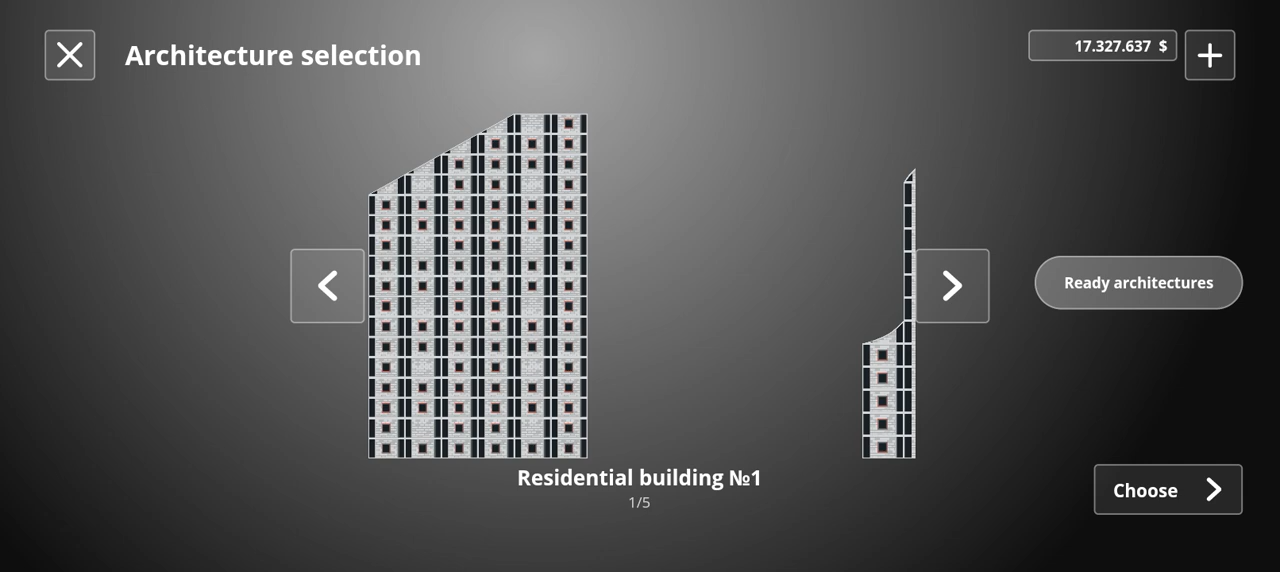 Architecture selection
17.327.637 $
Ready architectures
Residential building №1
1/5
Choose